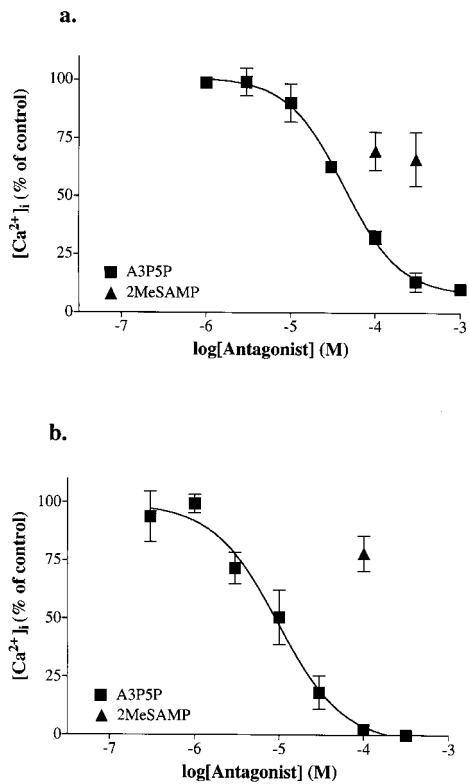 a.
[Ca²⁺]ᵢ (% of control)
100
75
50
25
0
A3P5P
2MeSAMP
-7 -6 -5 -4 -3
log[Antagonist] (M)
b.
[Ca²⁺]ᵢ (% of control)
100
75
50
25
0
A3P5P
2MeSAMP
-7 -6 -5 -4 -3
log[Antagonist] (M)